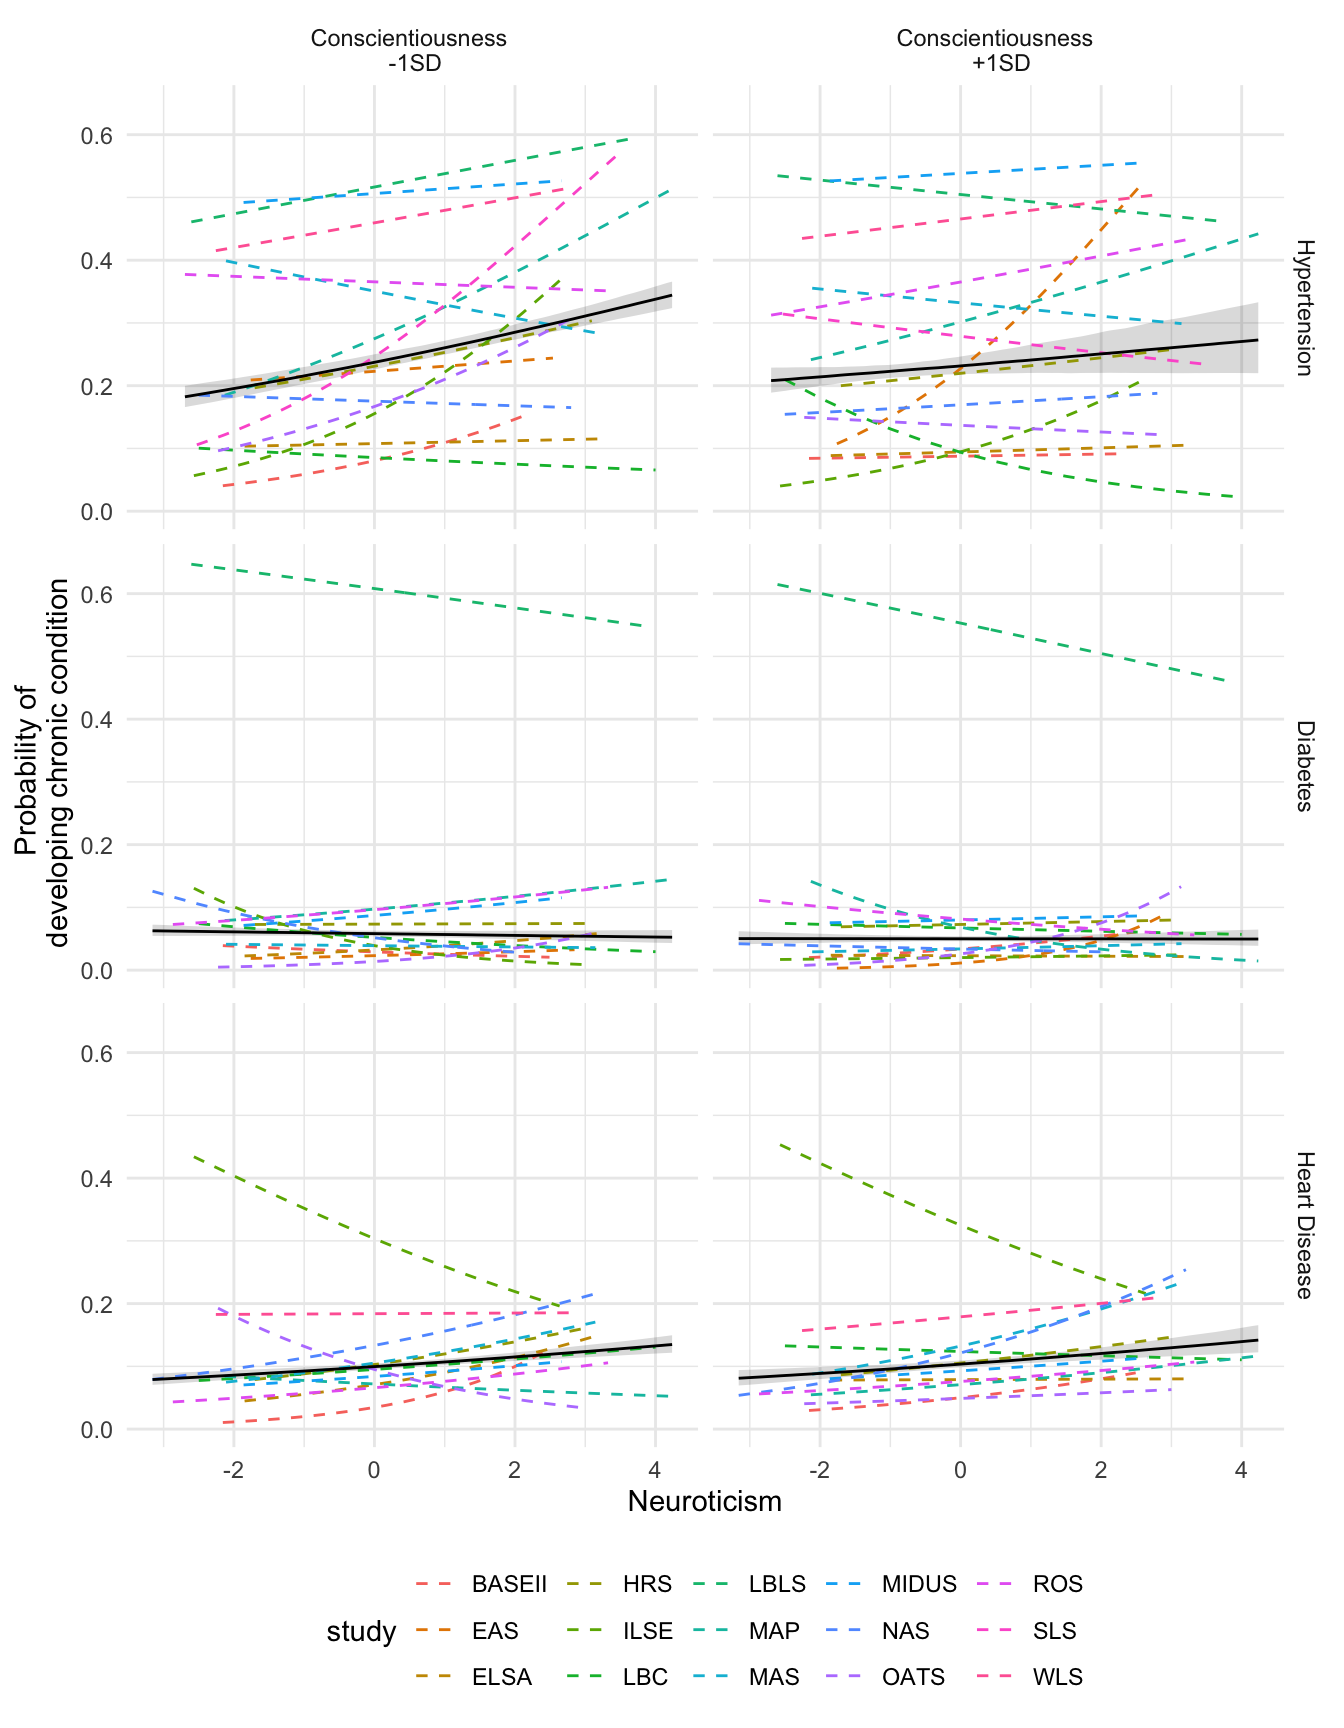 Conscientiousness
-1SD
Conscientiousness
+1SD
0.6
0.4
0.2
0.0
Hypertension
0.6
0.4
0.2
0.0
Diabetes
Probability of
developing chronic condition
0.6
0.4
0.2
0.0
Heart Disease
-2 0 2 4 -2 0 2 4
Neuroticism
study
BASEII HRS LBLS MIDUS ROS
EAS ILSE MAP NAS SLS
ELSA LBC MAS OATS WLS